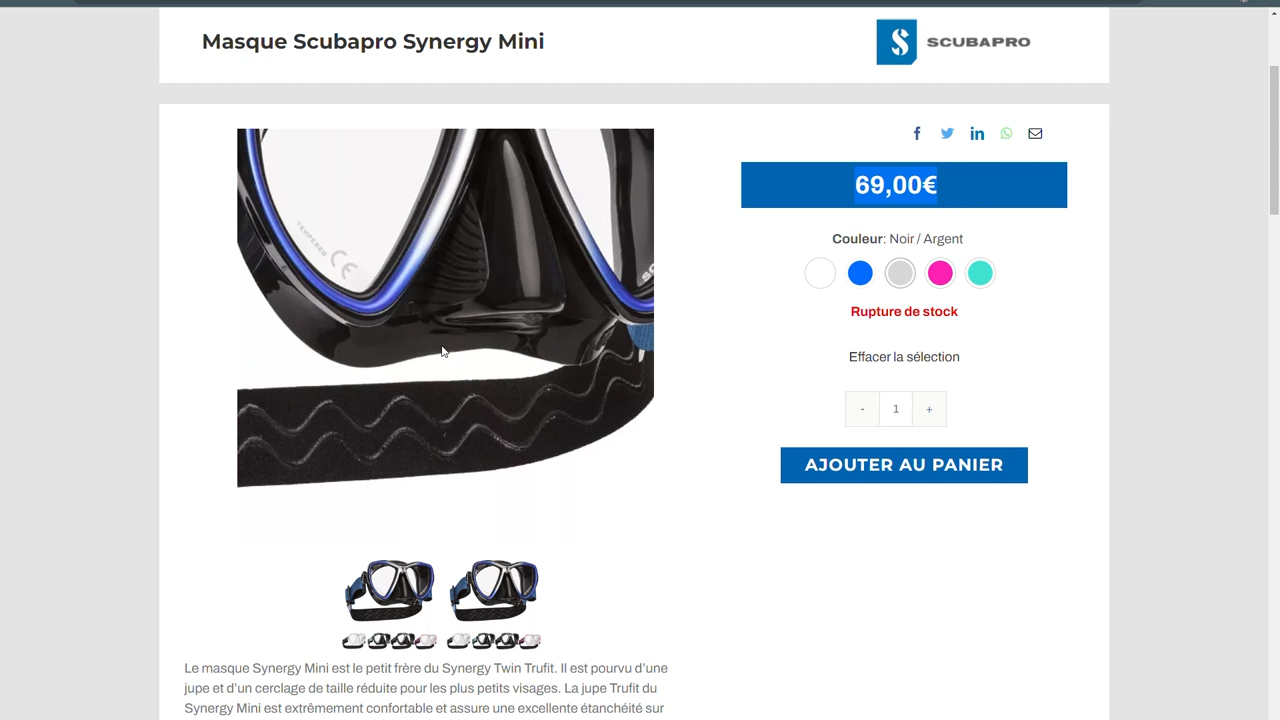 Masque Scubapro Synergy Mini
S SCUBAPRO
TEMPERED CE
69,00€
Couleur: Noir / Argent
Rupture de stock
Effacer la sélection
- 1 +
AJOUTER AU PANIER
Le masque Synergy Mini est le petit frère du Synergy Twin Trufit. Il est pourvu d'une
jupe et d'un cerclage de taille réduite pour les plus petits visages. La jupe Trufit du
Synergy Mini est extrêmement confortable et assure une excellente étanchéité sur